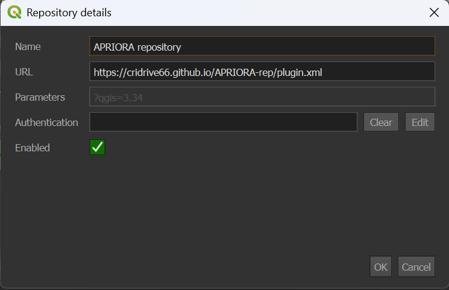 Repository details
Name
APRIORA repository
URL
https://cridrive66.github.io/APRIORA-rep/plugin.xml
Parameters
?qgis=3.34
Authentication
Clear
Edit
Enabled
OK
Cancel